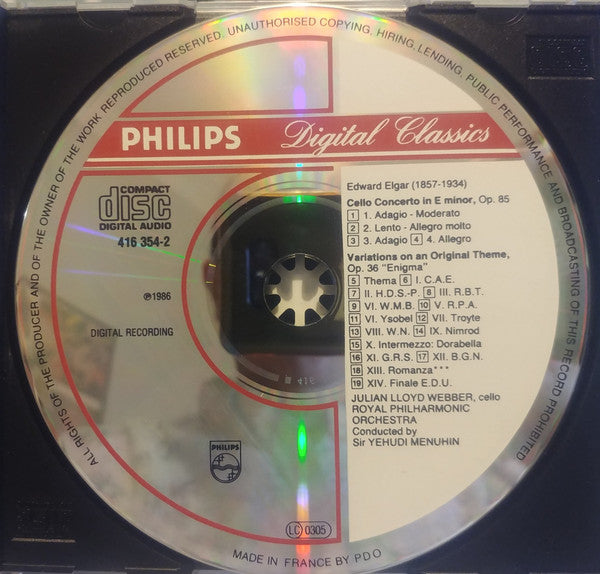 ALL RIGHTS OF THE PRODUCER AND OF THE OWNER OF THE WORK REPRODUCED RESERVED. UNAUTHORISED COPYING, HIRING, LENDING, PUBLIC PERFORMANCE AND BROADCASTING OF THIS RECORD PROHIBITED
PHILIPS Digital Classics
COMPACT
disc
DIGITAL AUDIO
416 354-2
℗1986
DIGITAL RECORDING
Edward Elgar (1857-1934)
Cello Concerto in E minor, Op. 85
1 1. Adagio - Moderato
2 2. Lento - Allegro molto
3 3. Adagio 4 4. Allegro
Variations on an Original Theme,
Op. 36 "Enigma"
5 Thema 6 I. C.A.E.
7 II. H.D.S.-P. 8 III. R.B.T.
9 VI. W.M.B. 10 V. R.P.A.
11 VI. Ysobel 12 VII. Troyte
13 VIII. W.N. 14 IX. Nimrod
15 X. Intermezzo: Dorabella
16 XI. G.R.S. 17 XII. B.G.N.
18 XIII. Romanza***
19 XIV. Finale E.D.U.
JULIAN LLOYD WEBBER, cello
ROYAL PHILHARMONIC
ORCHESTRA
Conducted by
Sir YEHUDI MENUHIN
PHILIPS
LC 0305
MADE IN FRANCE BY PDO